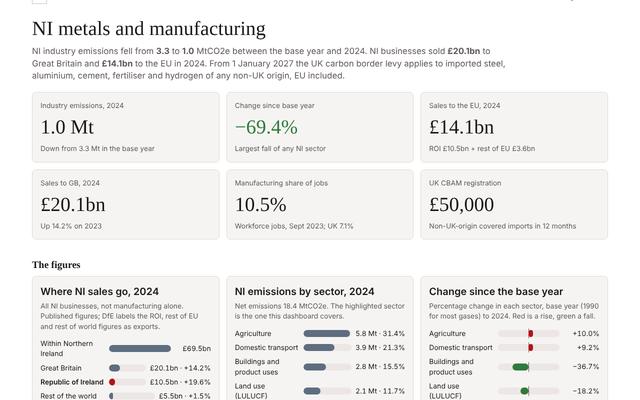 NI metals and manufacturing
NI industry emissions fell from 3.3 to 1.0 MtCO2e between the base year and 2024. NI businesses sold £20.1bn to
Great Britain and £14.1bn to the EU in 2024. From 1 January 2027 the UK carbon border levy applies to imported steel,
aluminium, cement, fertiliser and hydrogen of any non-UK origin, EU included.
Industry emissions, 2024
1.0 Mt
Down from 3.3 Mt in the base year
Change since base year
−69.4%
Largest fall of any NI sector
Sales to the EU, 2024
£14.1bn
ROI £10.5bn + rest of EU £3.6bn
Sales to GB, 2024
£20.1bn
Up 14.2% on 2023
Manufacturing share of jobs
10.5%
Workforce jobs, Sept 2023; UK 7.1%
UK CBAM registration
£50,000
Non-UK-origin covered imports in 12 months
The figures
Where NI sales go, 2024
All NI businesses, not manufacturing alone.
Published figures; DfE labels the ROI, rest of EU
and rest of world figures as exports.
Within Northern
Ireland
£69.5bn
Great Britain
£20.1bn · +14.2%
Republic of Ireland
£10.5bn · +19.6%
Rest of the world
£5.5bn · +1.5%
NI emissions by sector, 2024
Net emissions 18.4 MtCO2e. The highlighted sector
is the one this dashboard covers.
Agriculture
5.8 Mt · 31.4%
Domestic transport
3.9 Mt · 21.3%
Buildings and
product uses
2.8 Mt · 15.5%
Land use
(LULUCF)
2.1 Mt · 11.7%
Change since the base year
Percentage change in each sector, base year (1990
for most gases) to 2024. Red is a rise, green a fall.
Agriculture
+10.0%
Domestic transport
+9.2%
Buildings and
product uses
−36.7%
Land use
(LULUCF)
−18.2%